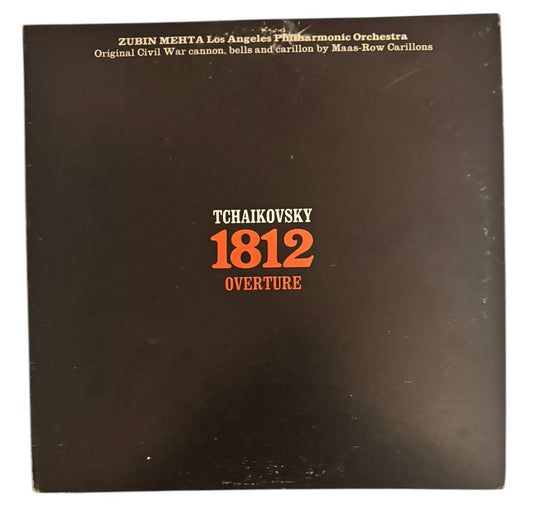 ZUBIN MEHTA Los Angeles Philharmonic Orchestra
Original Civil War cannon, bells and carillon by Maas-Row Carillons
TCHAIKOVSKY
1812
OVERTURE